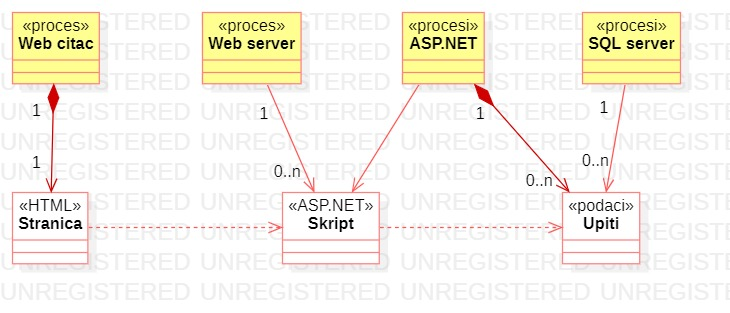 «proces»
Web citac
«proces»
Web server
«procesi»
ASP.NET
«procesi»
SQL server
1
1
1
1
1
0..n
0..n
0..n
«HTML»
Stranica
«ASP.NET»
Skript
«podaci»
Upiti
UNREGISTERED UNREGISTERED UNREGISTERED UNREGISTERED